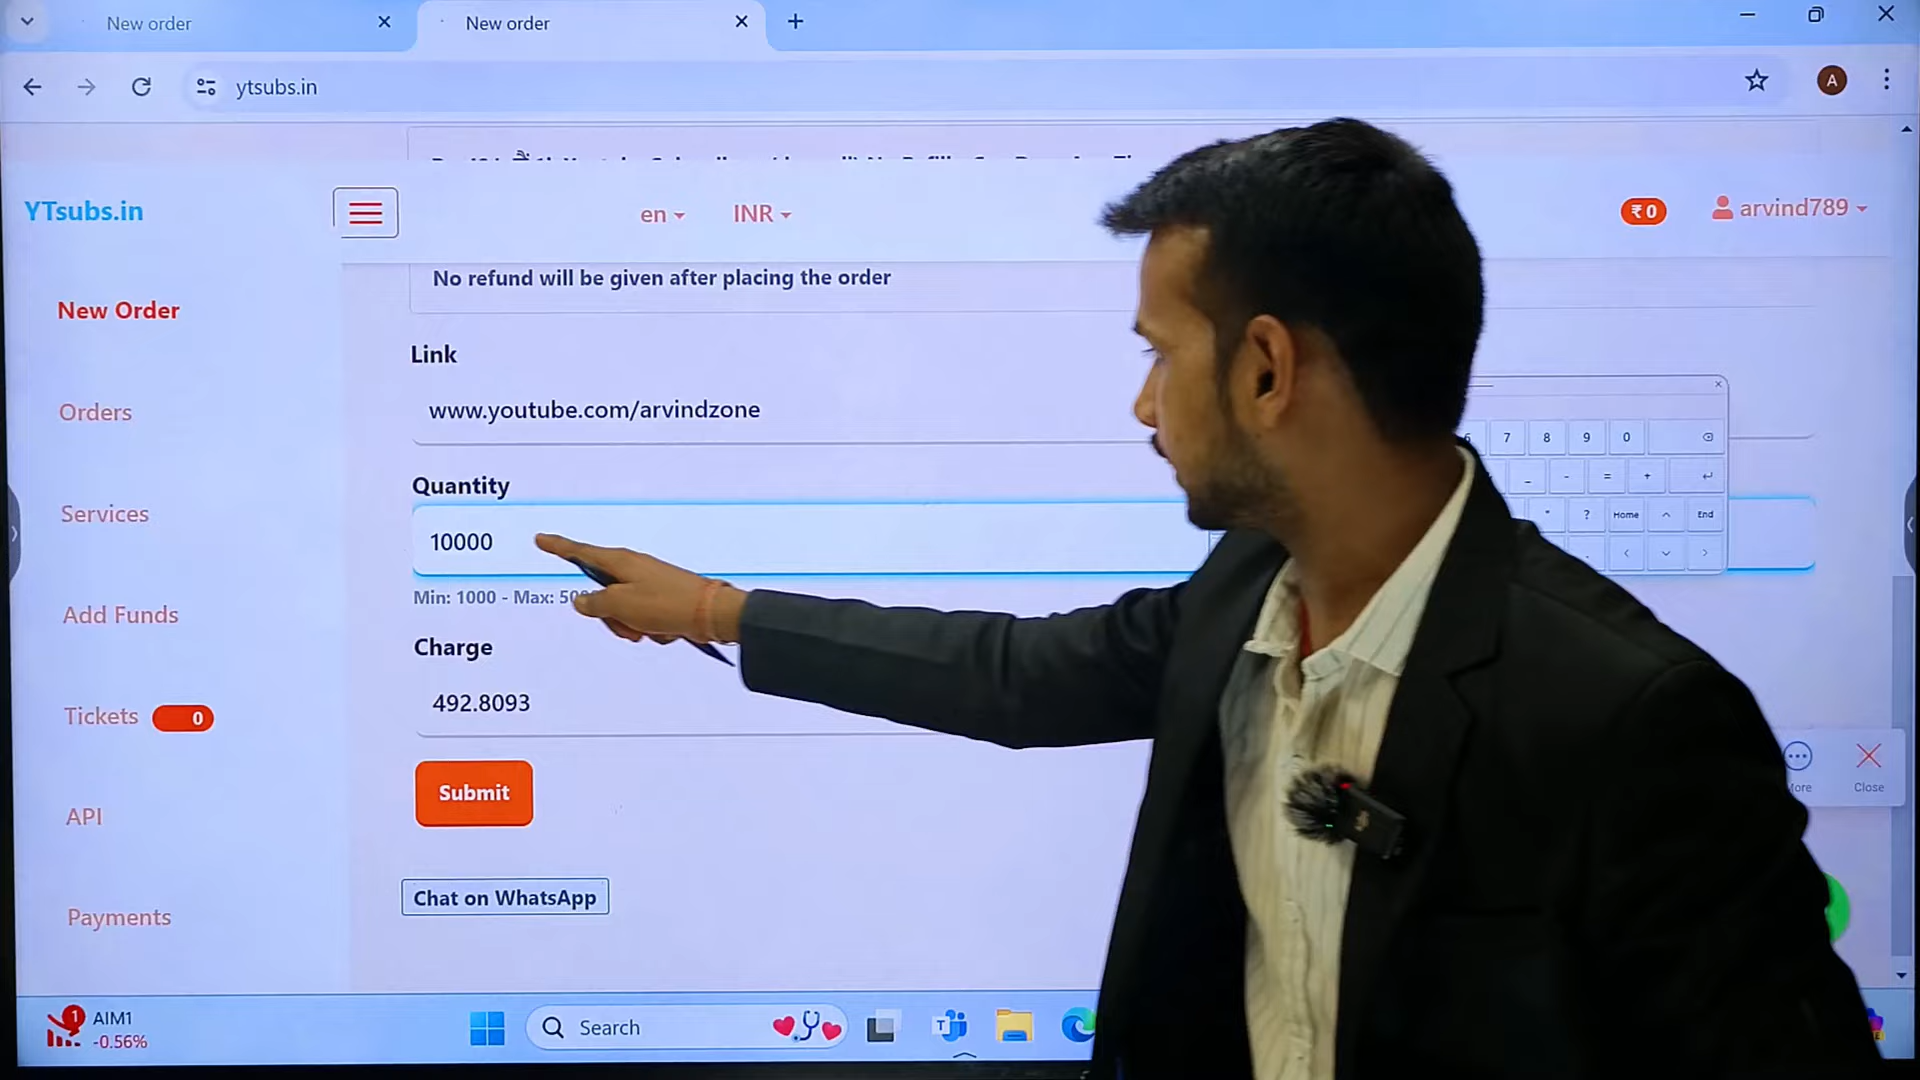 New order
New order
ytsubs.in
YTsubs.in
en
INR
₹ 0
arvind789
No refund will be given after placing the order
New Order
Orders
Services
Add Funds
Tickets 0
API
Payments
Link
www.youtube.com/arvindzone
Quantity
10000
Min: 1000 - Max:
Charge
492.8093
Submit
Chat on WhatsApp
6 7 8 9 0
- - = +
* ? Home End
Close
A
1
AIM1
-0.56%
Search